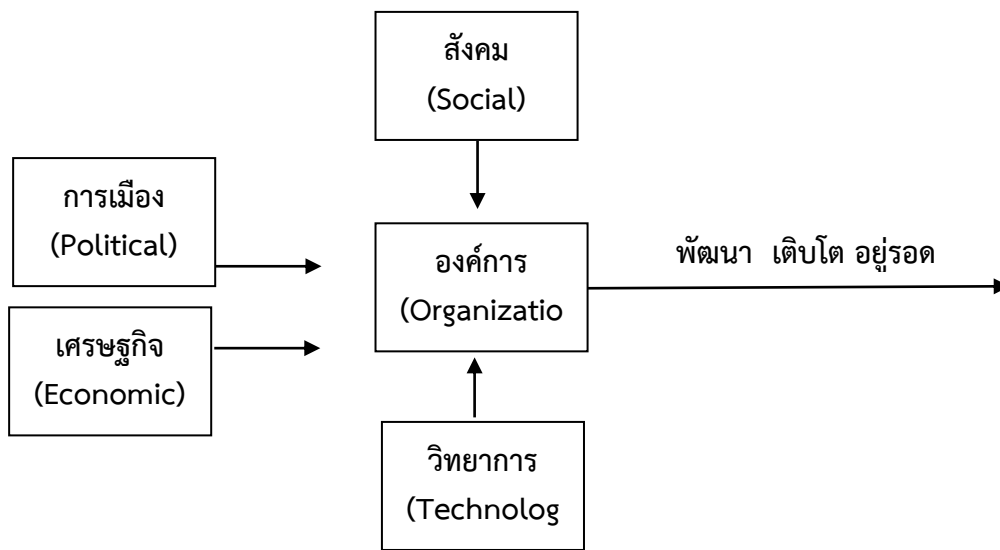 สังคม
(Social)
การเมือง
(Political)
องค์การ
(Organizatio
พัฒนา เติบโต อยู่รอด
เศรษฐกิจ
(Economic)
วิทยาการ
(Technolog